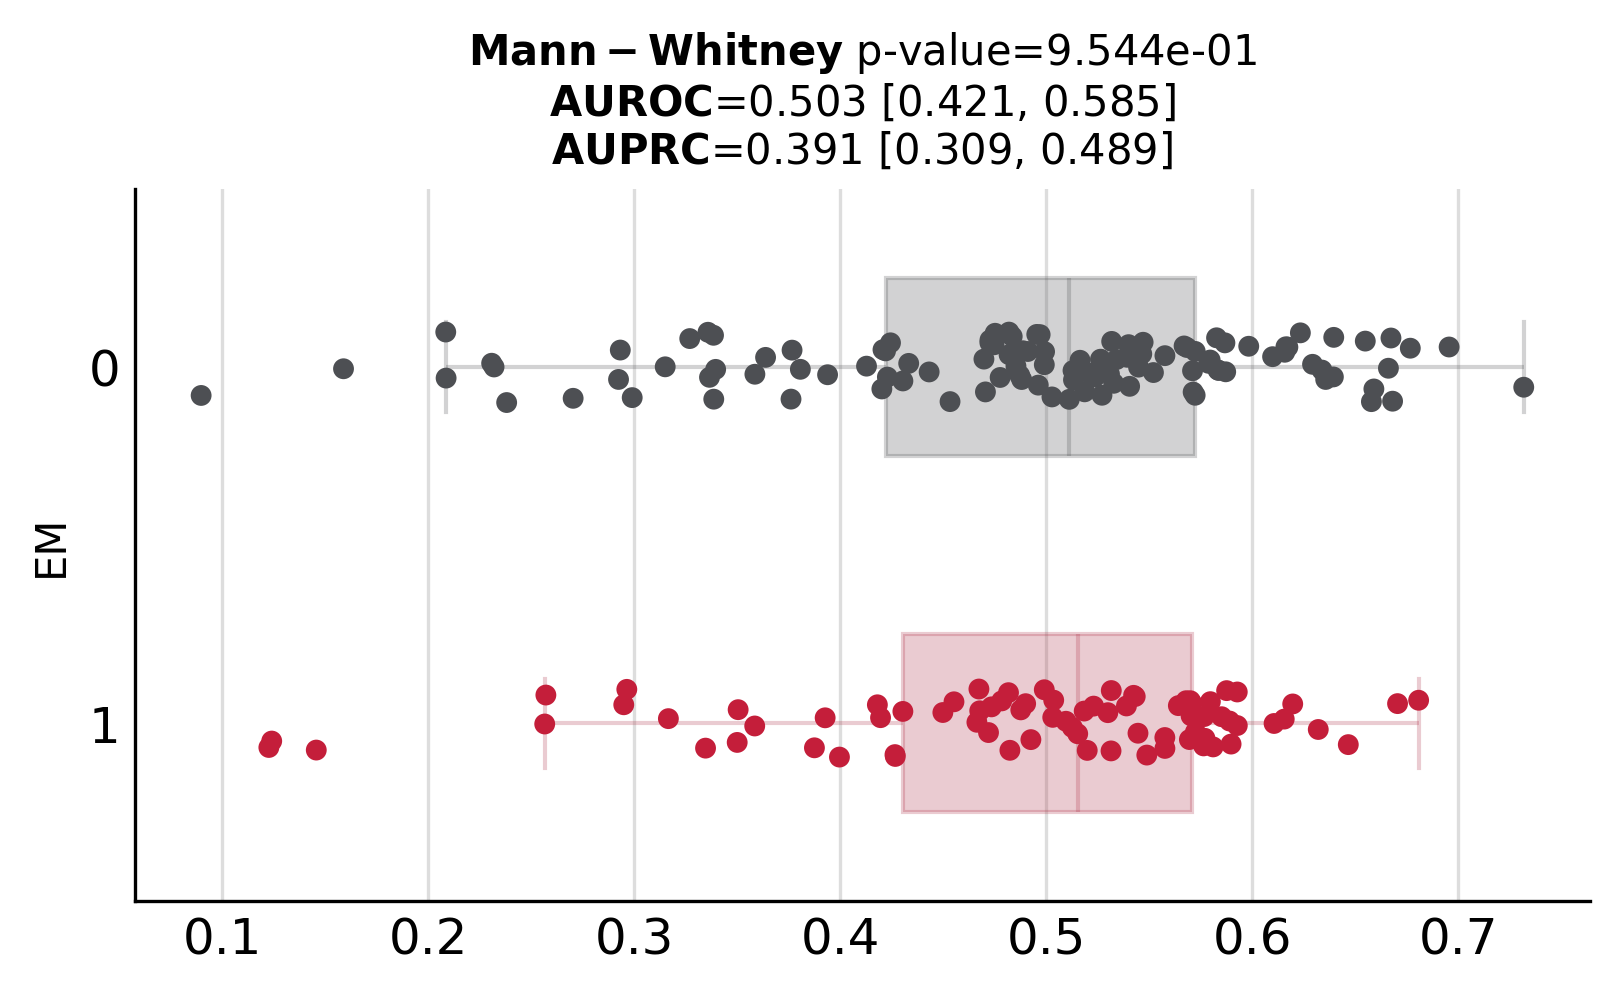 Mann − Whitney p-value=9.544e-01
AUROC=0.503 [0.421, 0.585]
AUPRC=0.391 [0.309, 0.489]
0
EM
1
0.1 0.2 0.3 0.4 0.5 0.6 0.7